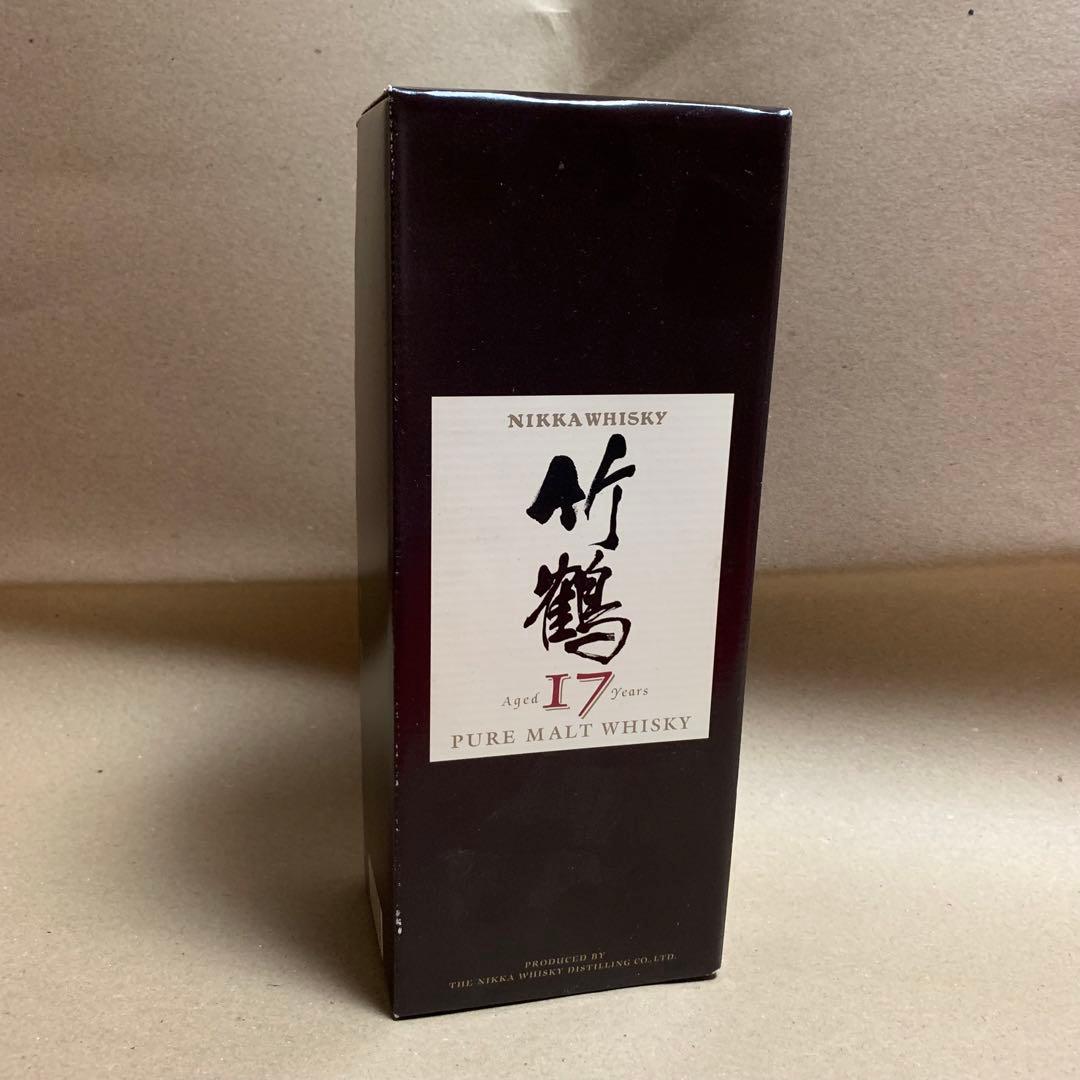 NIKKA WHISKY
竹鶴
Aged 17 Years
PURE MALT WHISKY
PRODUCED BY
THE NIKKA WHISKY DISTILLING CO., LTD.